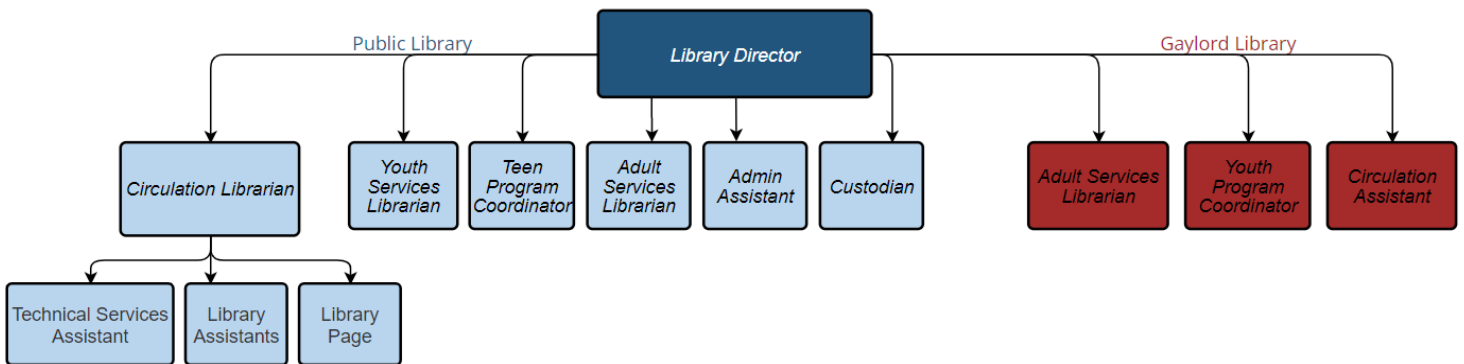 Public Library
Library Director
Gaylord Library
Circulation Librarian
Youth
Services
Librarian
Teen
Program
Coordinator
Adult
Services
Librarian
Admin
Assistant
Custodian
Adult Services
Librarian
Youth
Program
Coordinator
Circulation
Assistant
Technical Services
Assistant
Library
Assistants
Library
Page